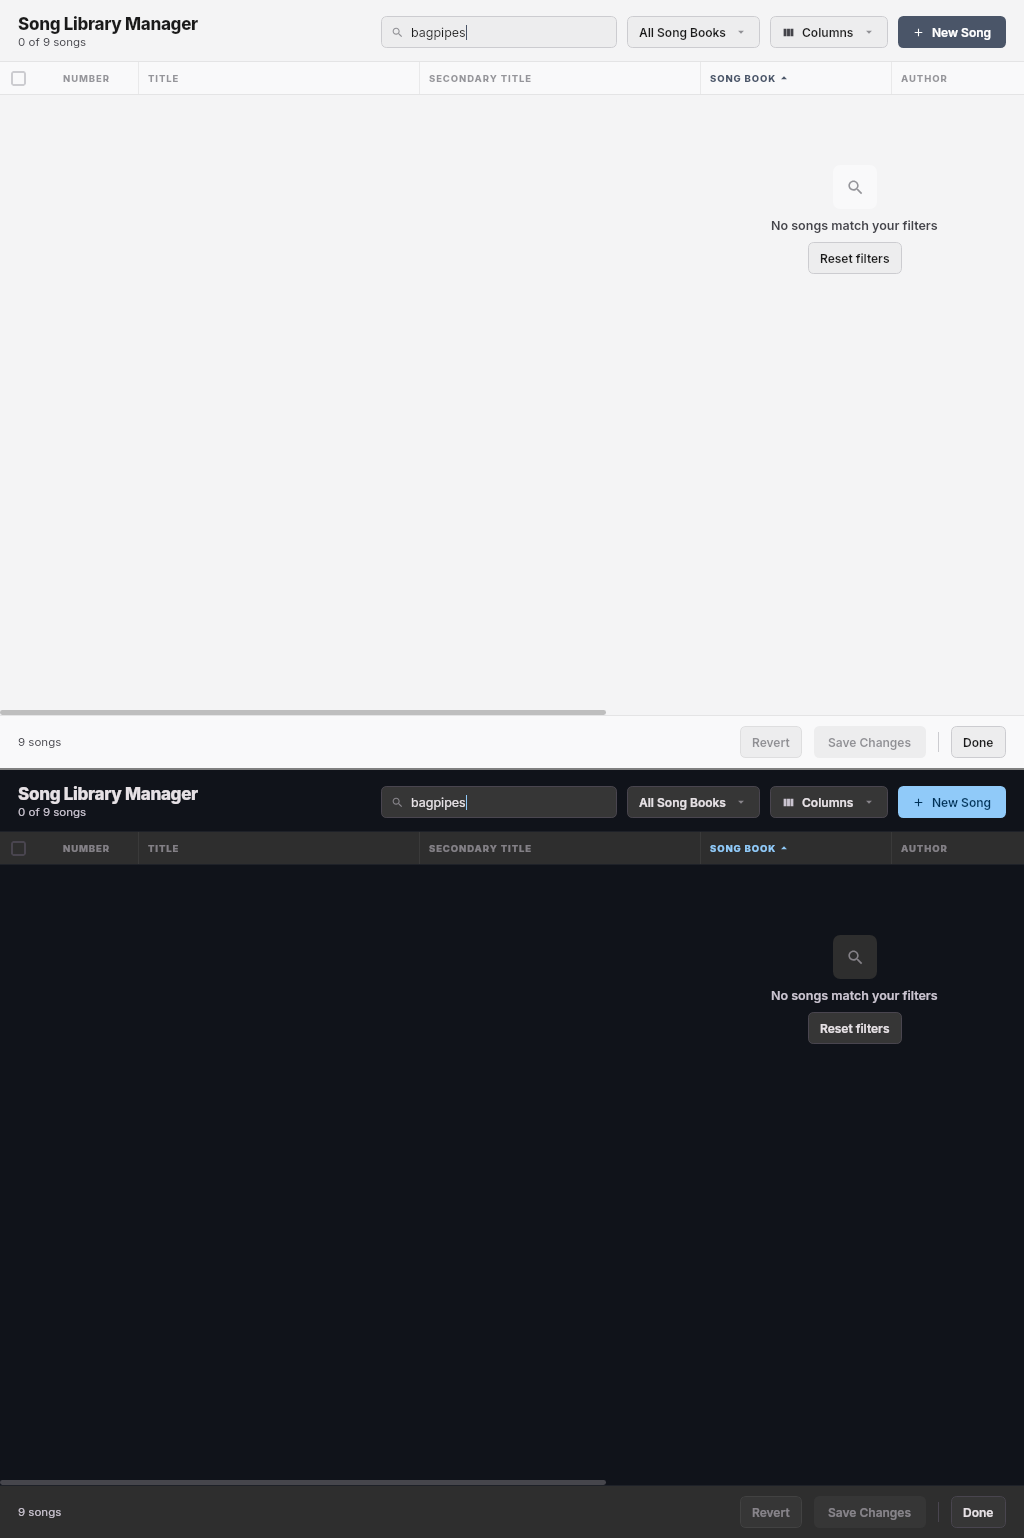 Song Library Manager
0 of 9 songs
bagpipes
All Song Books
Columns
New Song
NUMBER
TITLE
SECONDARY TITLE
SONG BOOK
AUTHOR
No songs match your filters
Reset filters
9 songs
Revert
Save Changes
Done
Song Library Manager
0 of 9 songs
bagpipes
All Song Books
Columns
New Song
NUMBER
TITLE
SECONDARY TITLE
SONG BOOK
AUTHOR
No songs match your filters
Reset filters
9 songs
Revert
Save Changes
Done